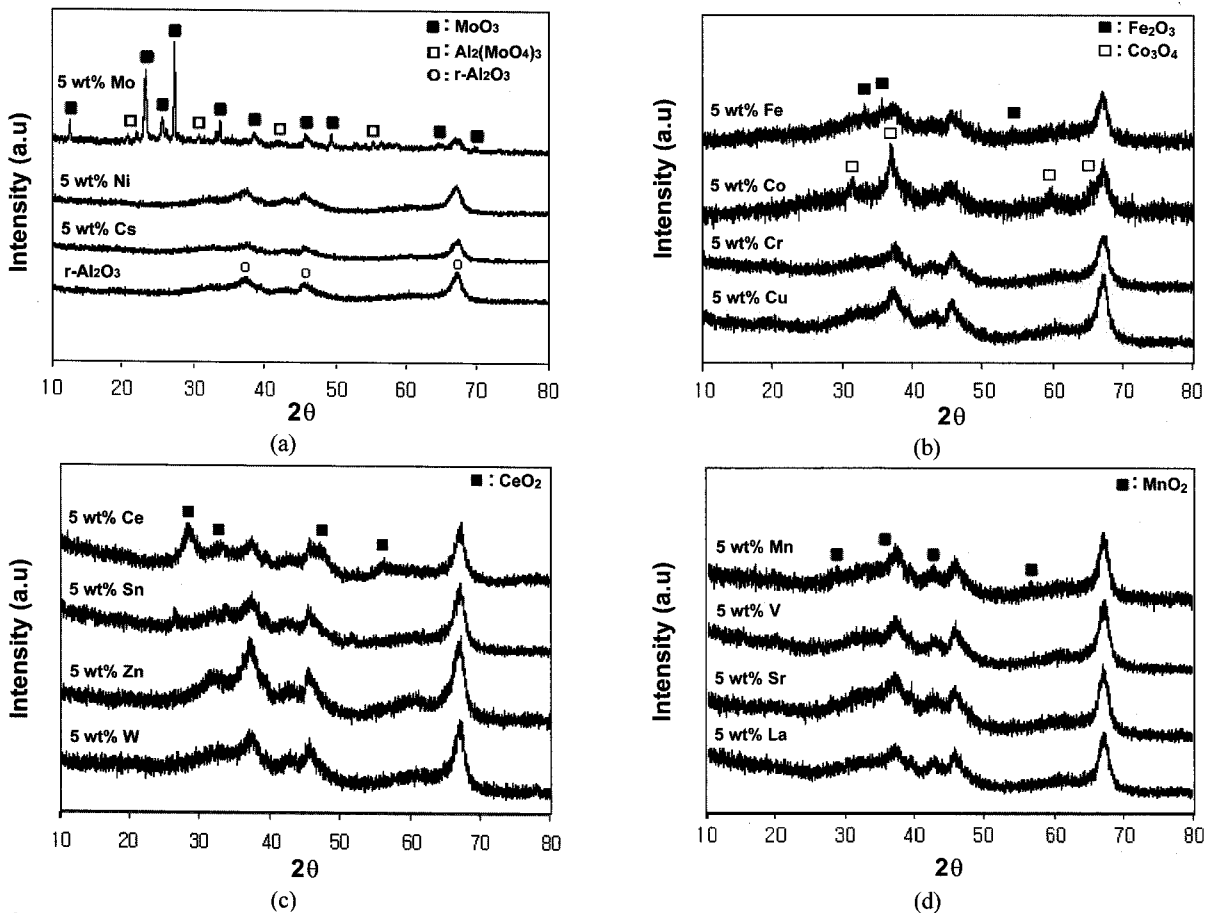 ■ : MoO3
□ : Al2(MoO4)3
○ : r-Al2O3
5 wt% Mo
5 wt% Ni
5 wt% Cs
r-Al2O3
Intensity (a.u)
10 20 30 40 50 60 70 80
2θ
(a)
■ : Fe2O3
□ : Co3O4
5 wt% Fe
5 wt% Co
5 wt% Cr
5 wt% Cu
Intensity (a.u)
10 20 30 40 50 60 70 80
2θ
(b)
■ : CeO2
5 wt% Ce
5 wt% Sn
5 wt% Zn
5 wt% W
Intensity (a.u)
10 20 30 40 50 60 70 80
2θ
(c)
■ : MnO2
5 wt% Mn
5 wt% V
5 wt% Sr
5 wt% La
Intensity (a.u)
10 20 30 40 50 60 70 80
2θ
(d)